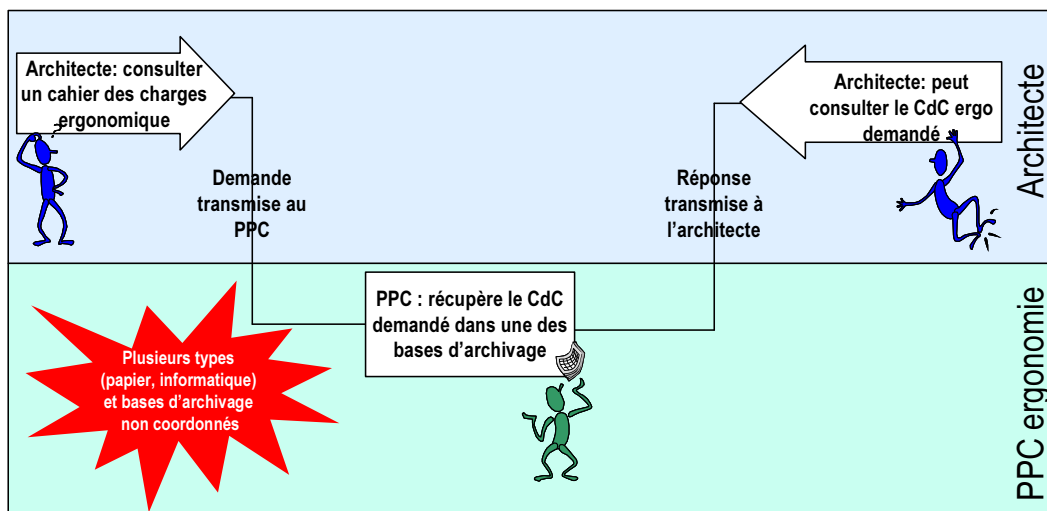 Architecte: consulter
un cahier des charges
ergonomique
Demande
transmise au
PPC
Réponse
transmise à
l'architecte
Architecte: peut
consulter le CdC ergo
demandé
Architecte
PPC : récupère le CdC
demandé dans une des
bases d'archivage
Plusieurs types
(papier, informatique)
et bases d'archivage
non coordonnés
PPC ergonomie